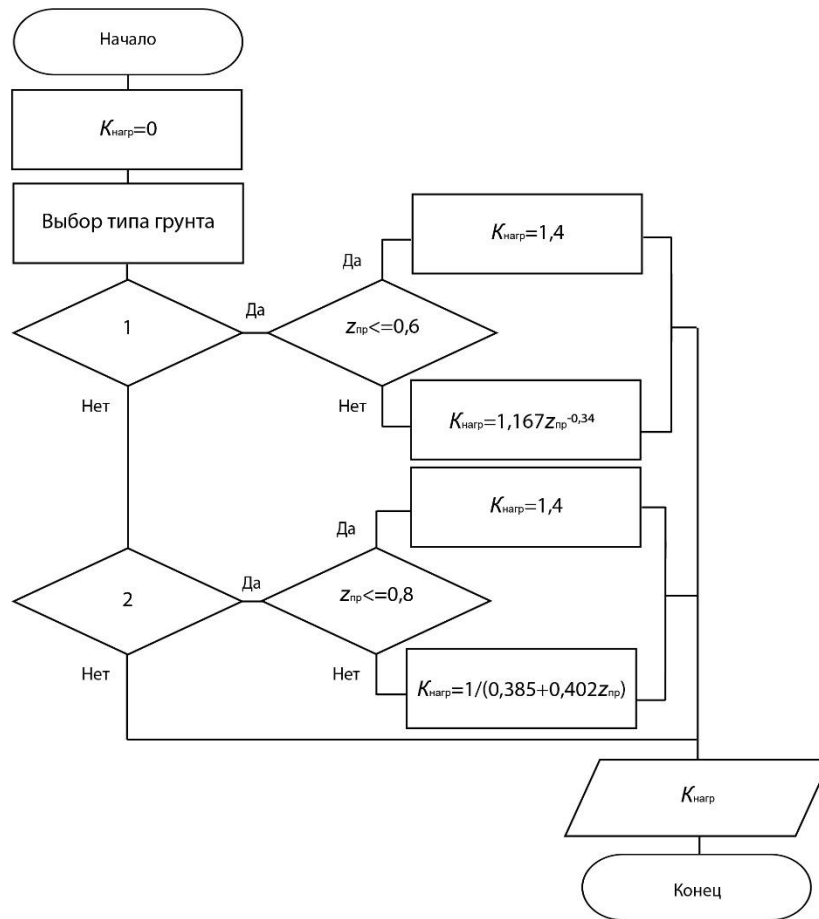 Начало
Kнагр=0
Выбор типа грунта
Kнагр=1,4
Да
1
Да
zпр<=0,6
Нет
Нет
Kнагр=1,167zпр-0,34
Kнагр=1,4
Да
2
Да
zпр<=0,8
Нет
Нет
Kнагр=1/(0,385+0,402zпр)
Kнагр
Конец